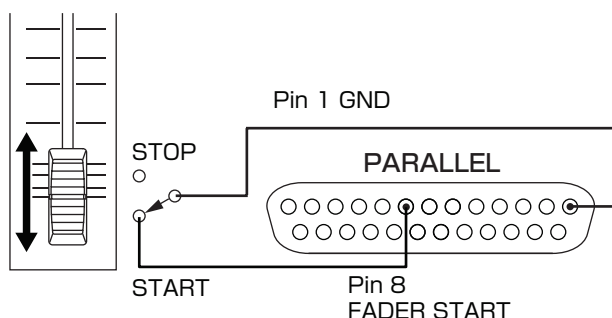 Pin 1 GND
STOP
PARALLEL
START
Pin 8
FADER START